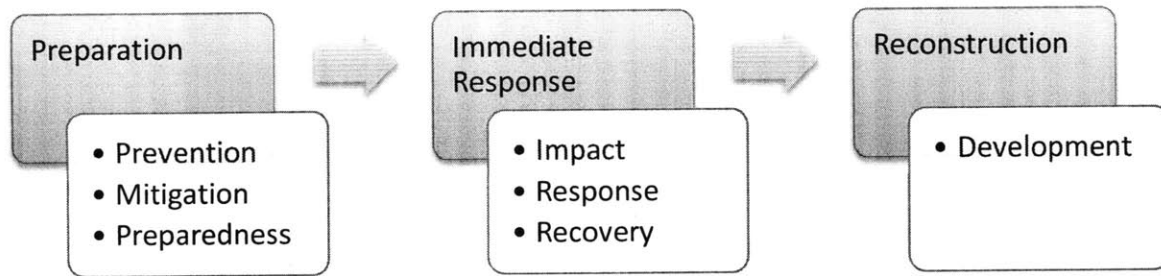 Preparation
• Prevention
• Mitigation
• Preparedness
Immediate
Response
• Impact
• Response
• Recovery
Reconstruction
• Development